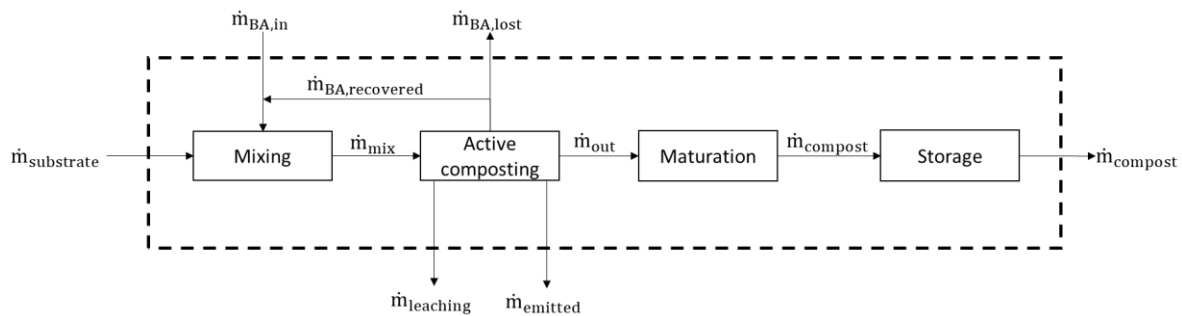 ṁBA,in
ṁBA,lost
ṁBA,recovered
ṁsubstrate
Mixing
ṁmix
Active
composting
ṁout
Maturation
ṁcompost
Storage
ṁcompost
ṁleaching
ṁemitted